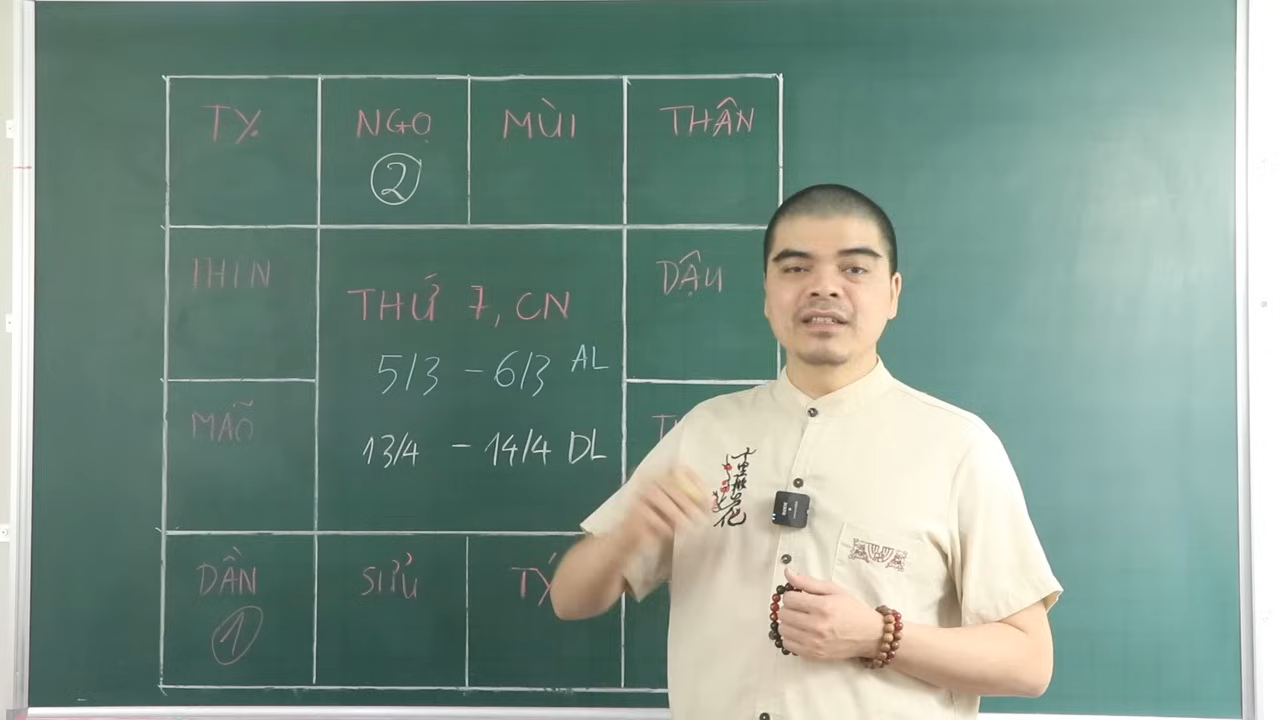 TỴ
NGỌ
MÙI
THÂN
②
THIN
DẬU
THỨ 7, CN
5/3 - 6/3 AL
MÃO
13/4 - 14/4 DL
DẦN
SỬU
TÝ
①